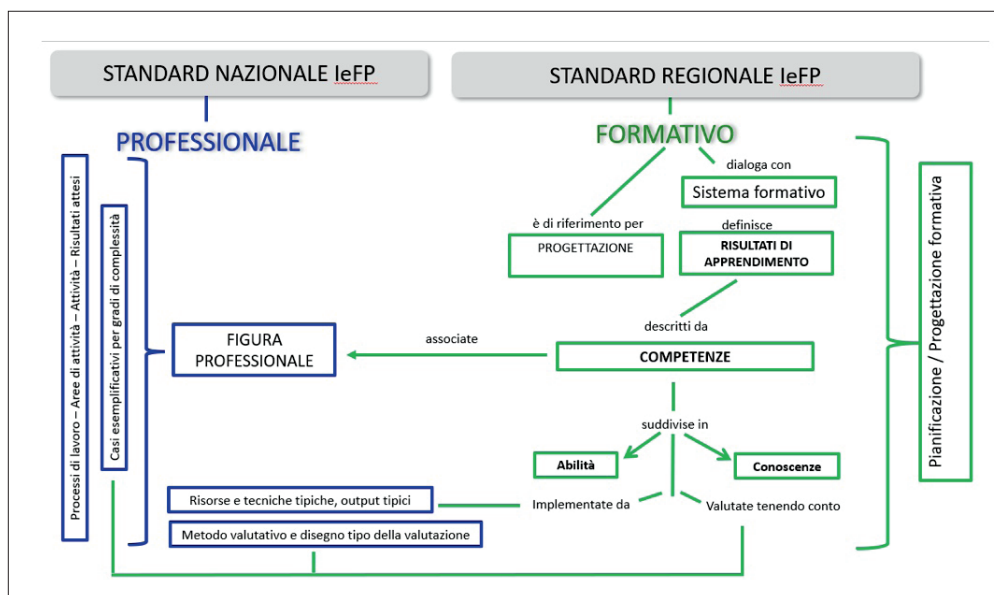 STANDARD NAZIONALE IeFP
PROFESSIONALE
Processi di lavoro – Aree di attività – Attività – Risultati attesi
Casi esemplificativi per gradi di complessità
FIGURA
PROFESSIONALE
associate
Risorse e tecniche tipiche, output tipici
Metodo valutativo e disegno tipo della valutazione
STANDARD REGIONALE IeFP
FORMATIVO
dialoga con
Sistema formativo
è di riferimento per
PROGETTAZIONE
definisce
RISULTATI DI
APPRENDIMENTO
descritti da
COMPETENZE
suddivise in
Abilità
Conoscenze
Implementate da
Valutate tenendo conto
Pianificazione / Progettazione formativa